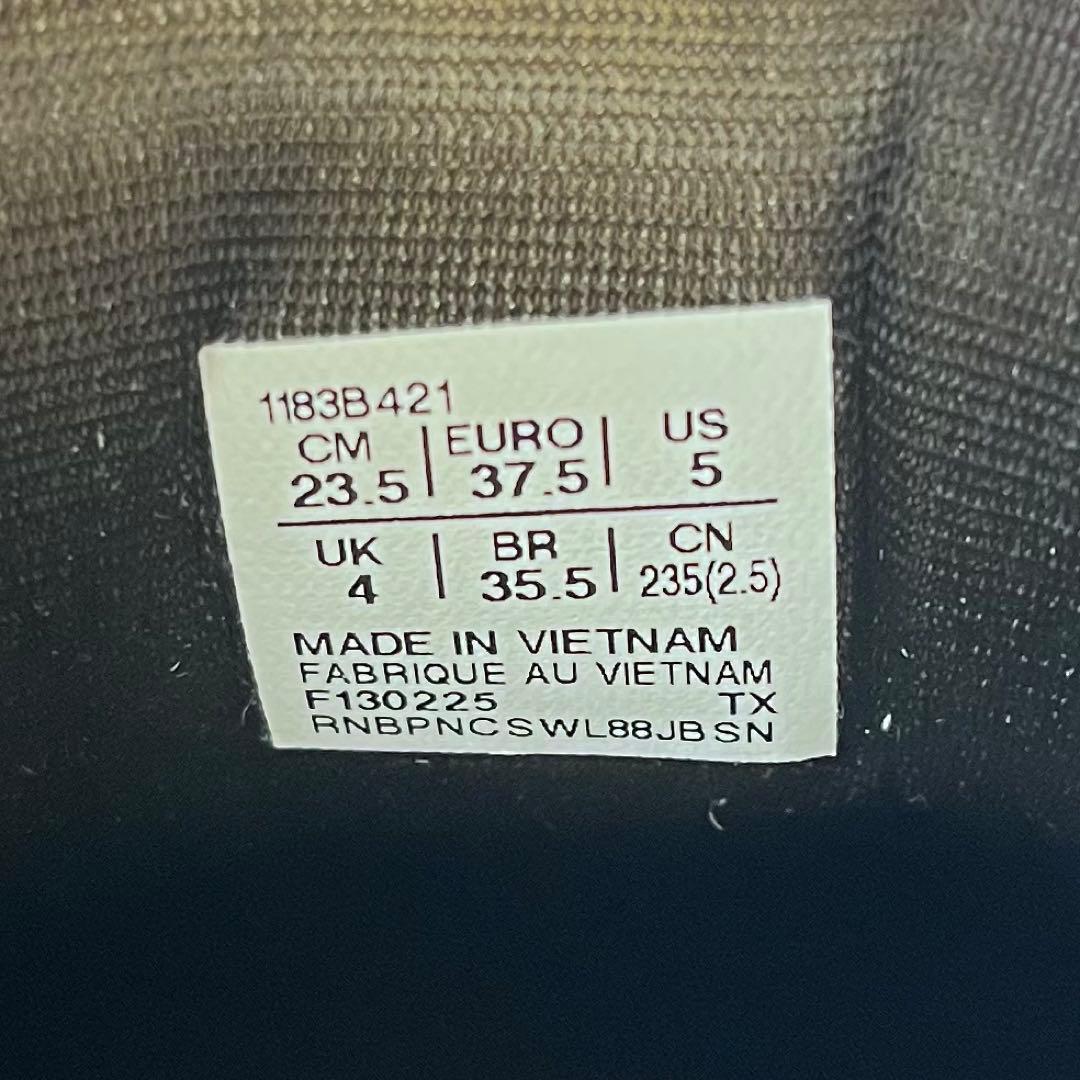 1183B421
CM | EURO | US
23.5 | 37.5 | 5
UK | BR | CN
4 | 35.5 | 235(2.5)
MADE IN VIETNAM
FABRIQUE AU VIETNAM
F130225 TX
RNBPNCSWL88JBSN